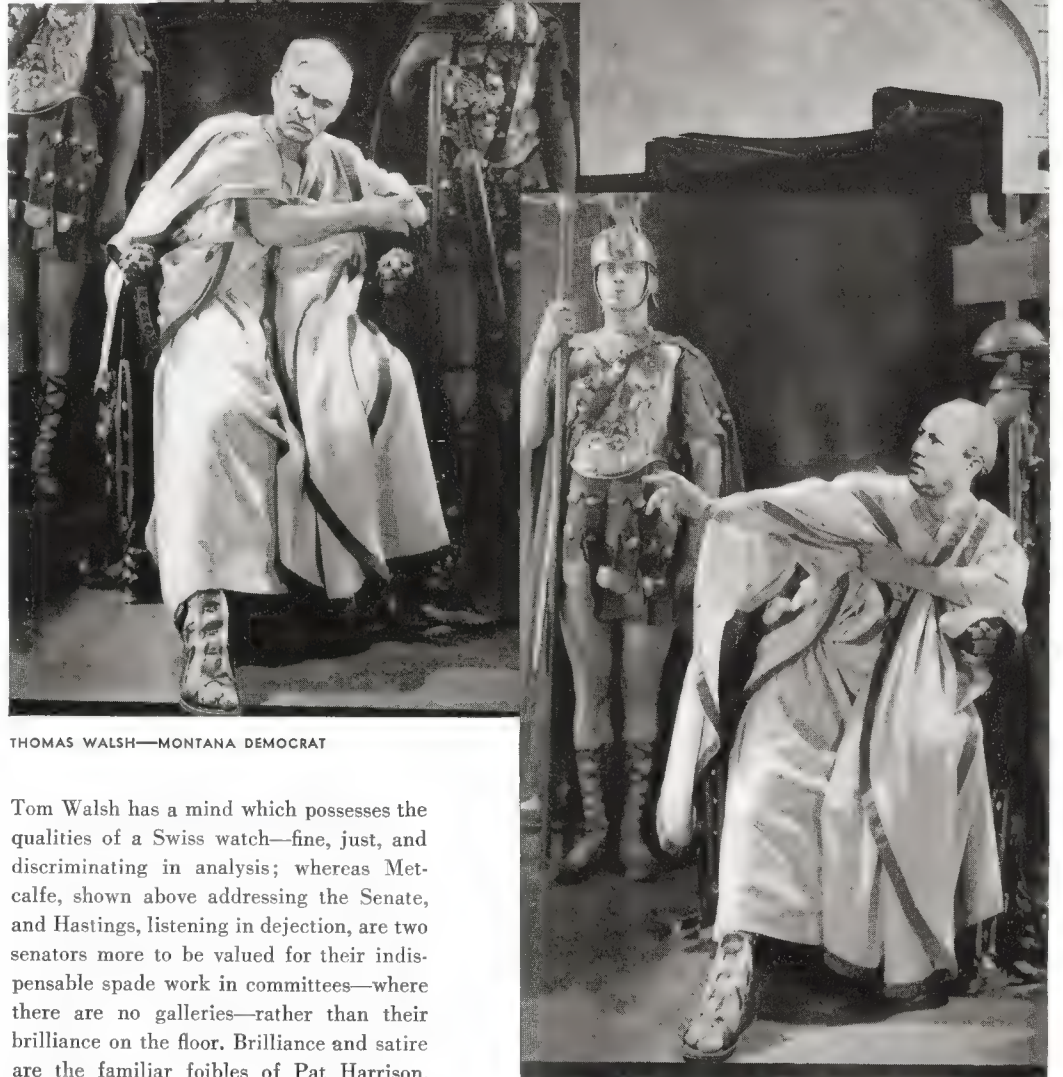 THOMAS WALSH—MONTANA DEMOCRAT
Tom Walsh has a mind which possesses the
qualities of a Swiss watch—fine, just, and
discriminating in analysis; whereas Met-
calfe, shown above addressing the Senate,
and Hastings, listening in dejection, are two
senators more to be valued for their indis-
pensable spade work in committees—where
there are no galleries—rather than their
brilliance on the floor. Brilliance and satire
are the familiar foibles of Pat Harrison,